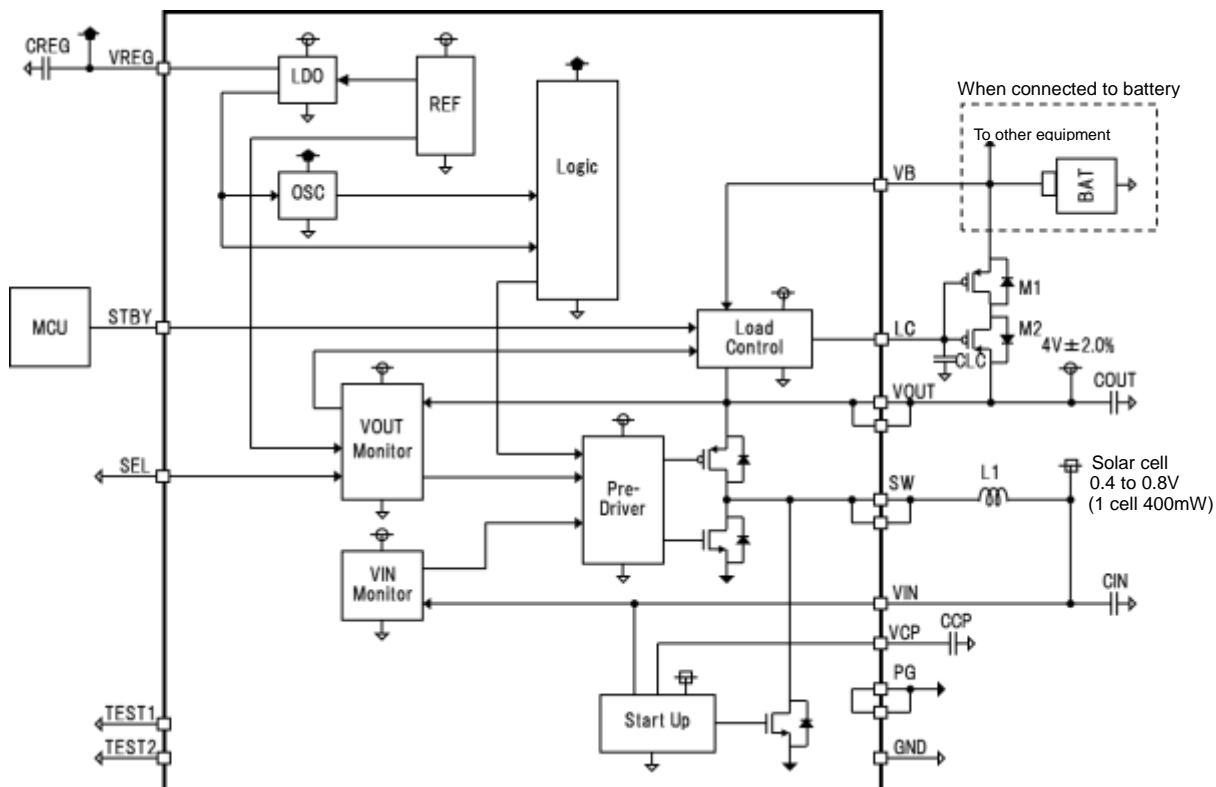 CREG
VREG
LDO
REF
Logic
OSC
When connected to battery
To other equipment
VB
BAT
MCU
STBY
Load
Control
LC
M1
M2
CLC
4V±2.0%
COUT
VOUT
VOUT
Monitor
SEL
Pre-
Driver
SW
L1
Solar cell
0.4 to 0.8V
(1 cell 400mW)
VIN
Monitor
VIN
CIN
VCP
CCP
PG
Start Up
TEST1
TEST2
GND